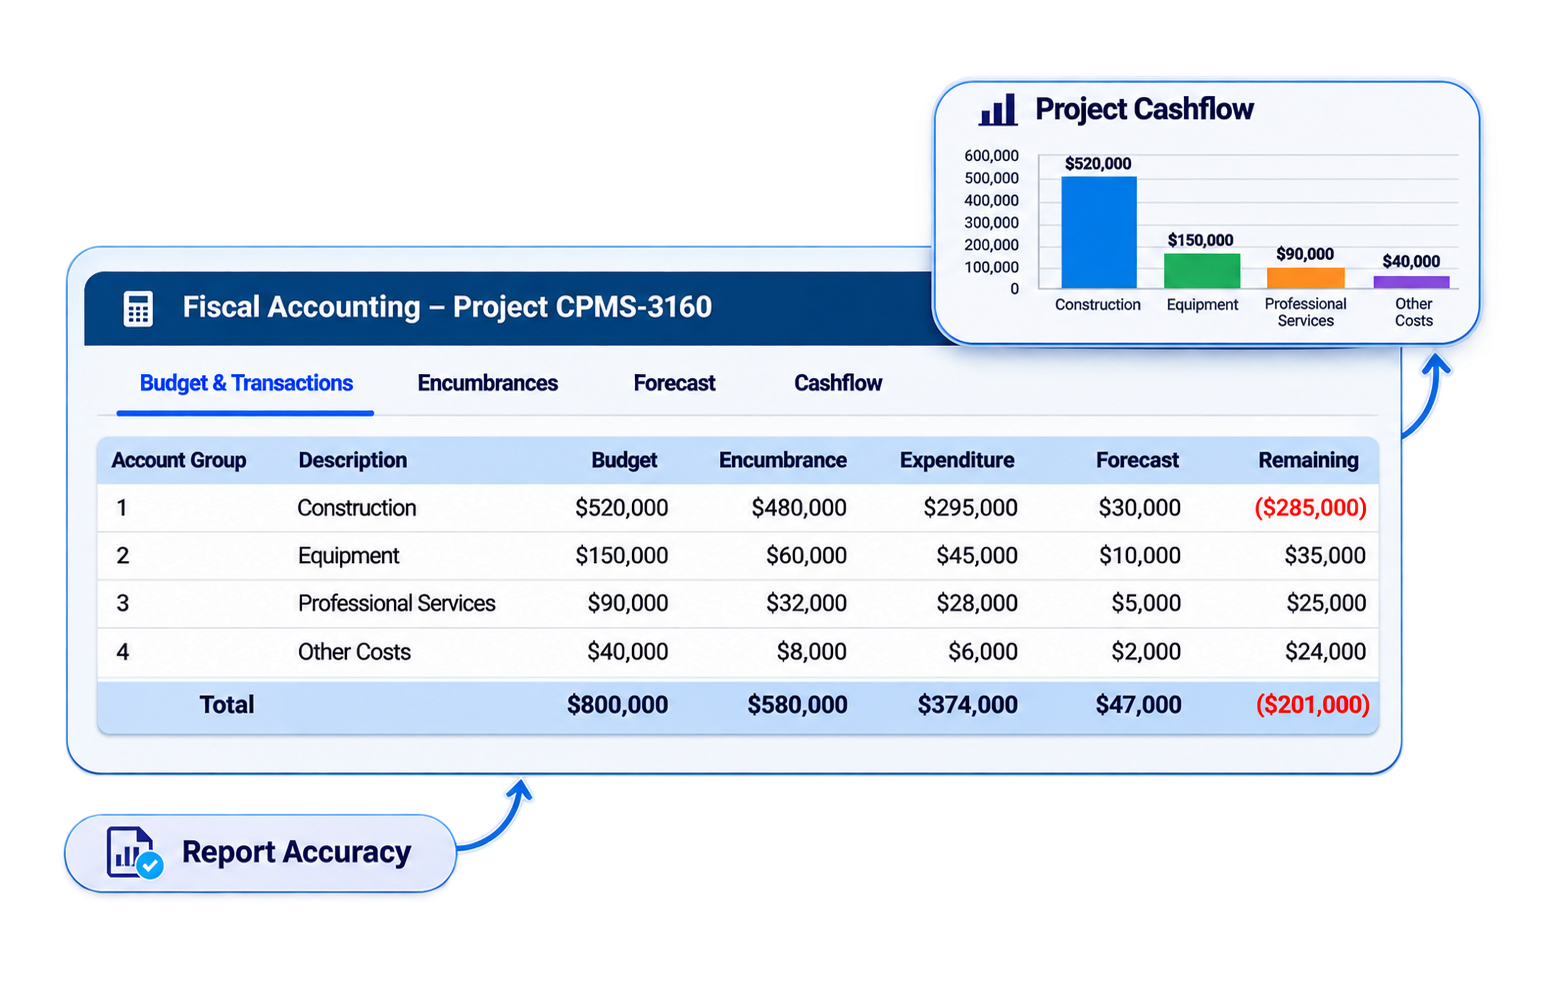 Project Cashflow
600,000
500,000
400,000
300,000
200,000
100,000
0
$520,000
$150,000
$90,000
$40,000
Construction
Equipment
Professional
Services
Other
Costs
Fiscal Accounting – Project CPMS-3160
Budget & Transactions Encumbrances Forecast Cashflow
Account Group Description Budget Encumbrance Expenditure Forecast Remaining
1 Construction $520,000 $480,000 $295,000 $30,000 ($285,000)
2 Equipment $150,000 $60,000 $45,000 $10,000 $35,000
3 Professional Services $90,000 $32,000 $28,000 $5,000 $25,000
4 Other Costs $40,000 $8,000 $6,000 $2,000 $24,000
Total $800,000 $580,000 $374,000 $47,000 ($201,000)
Report Accuracy